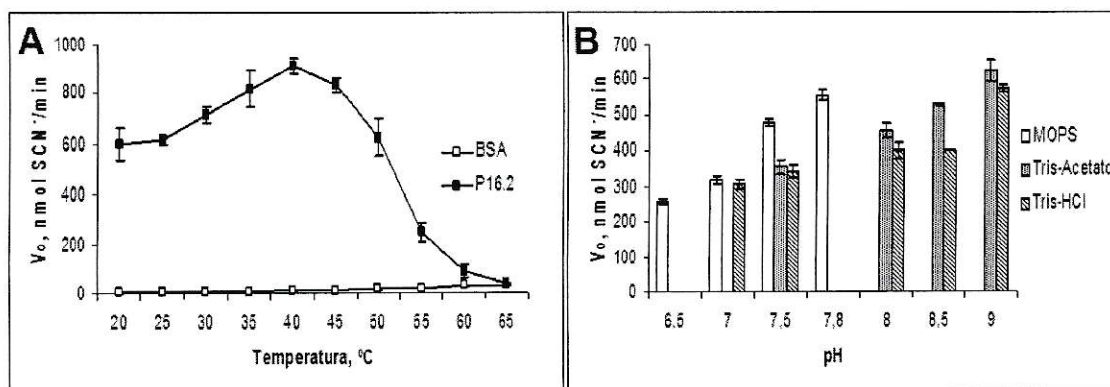 A
V₀, nmol SCN⁻/min
1000
800
600
400
200
0
20 25 30 35 40 45 50 55 60 65
Temperatura, ºC
BSA
P16.2
B
V₀, nmol SCN⁻/min
700
600
500
400
300
200
100
0
6,5 7 7,5 7,8 8 8,5 9
pH
MOPS
Tris-Acetato
Tris-HCl